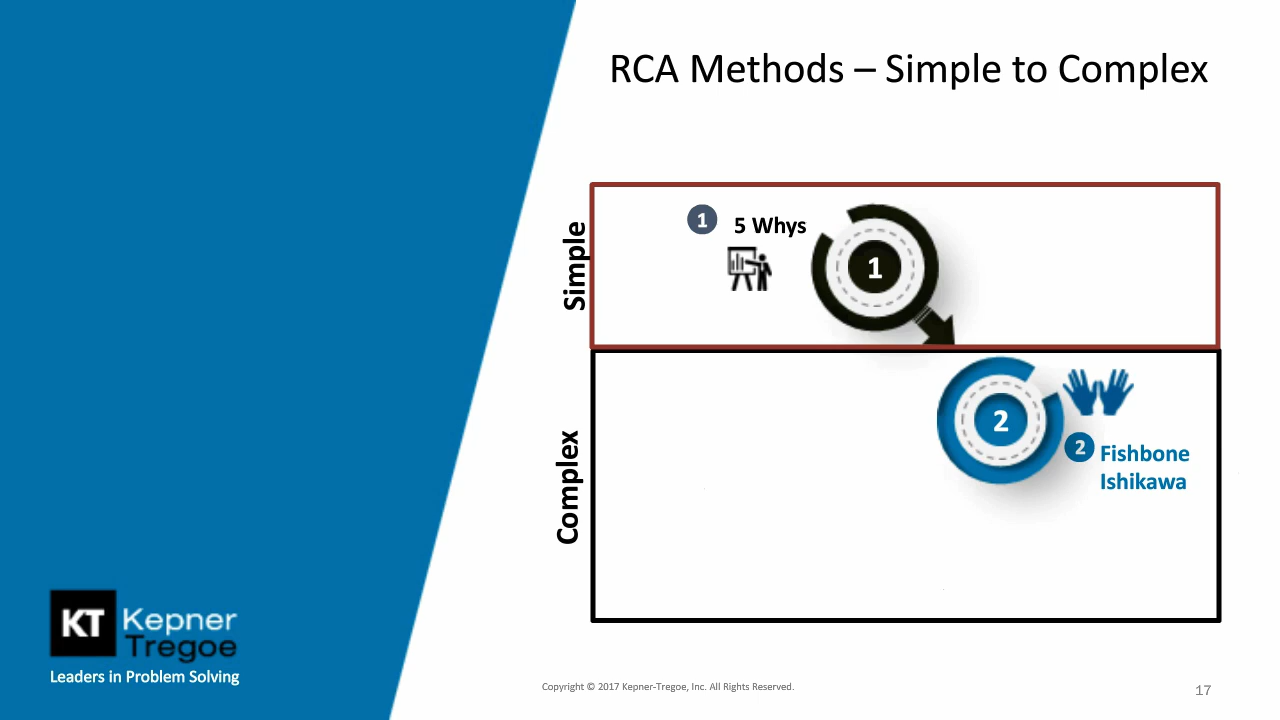 RCA Methods – Simple to Complex
Simple
1 5 Whys
1
Complex
2
2 Fishbone
Ishikawa
KT Kepner
Tregoe
Leaders in Problem Solving
Copyright © 2017 Kepner-Tregoe, Inc. All Rights Reserved.
17